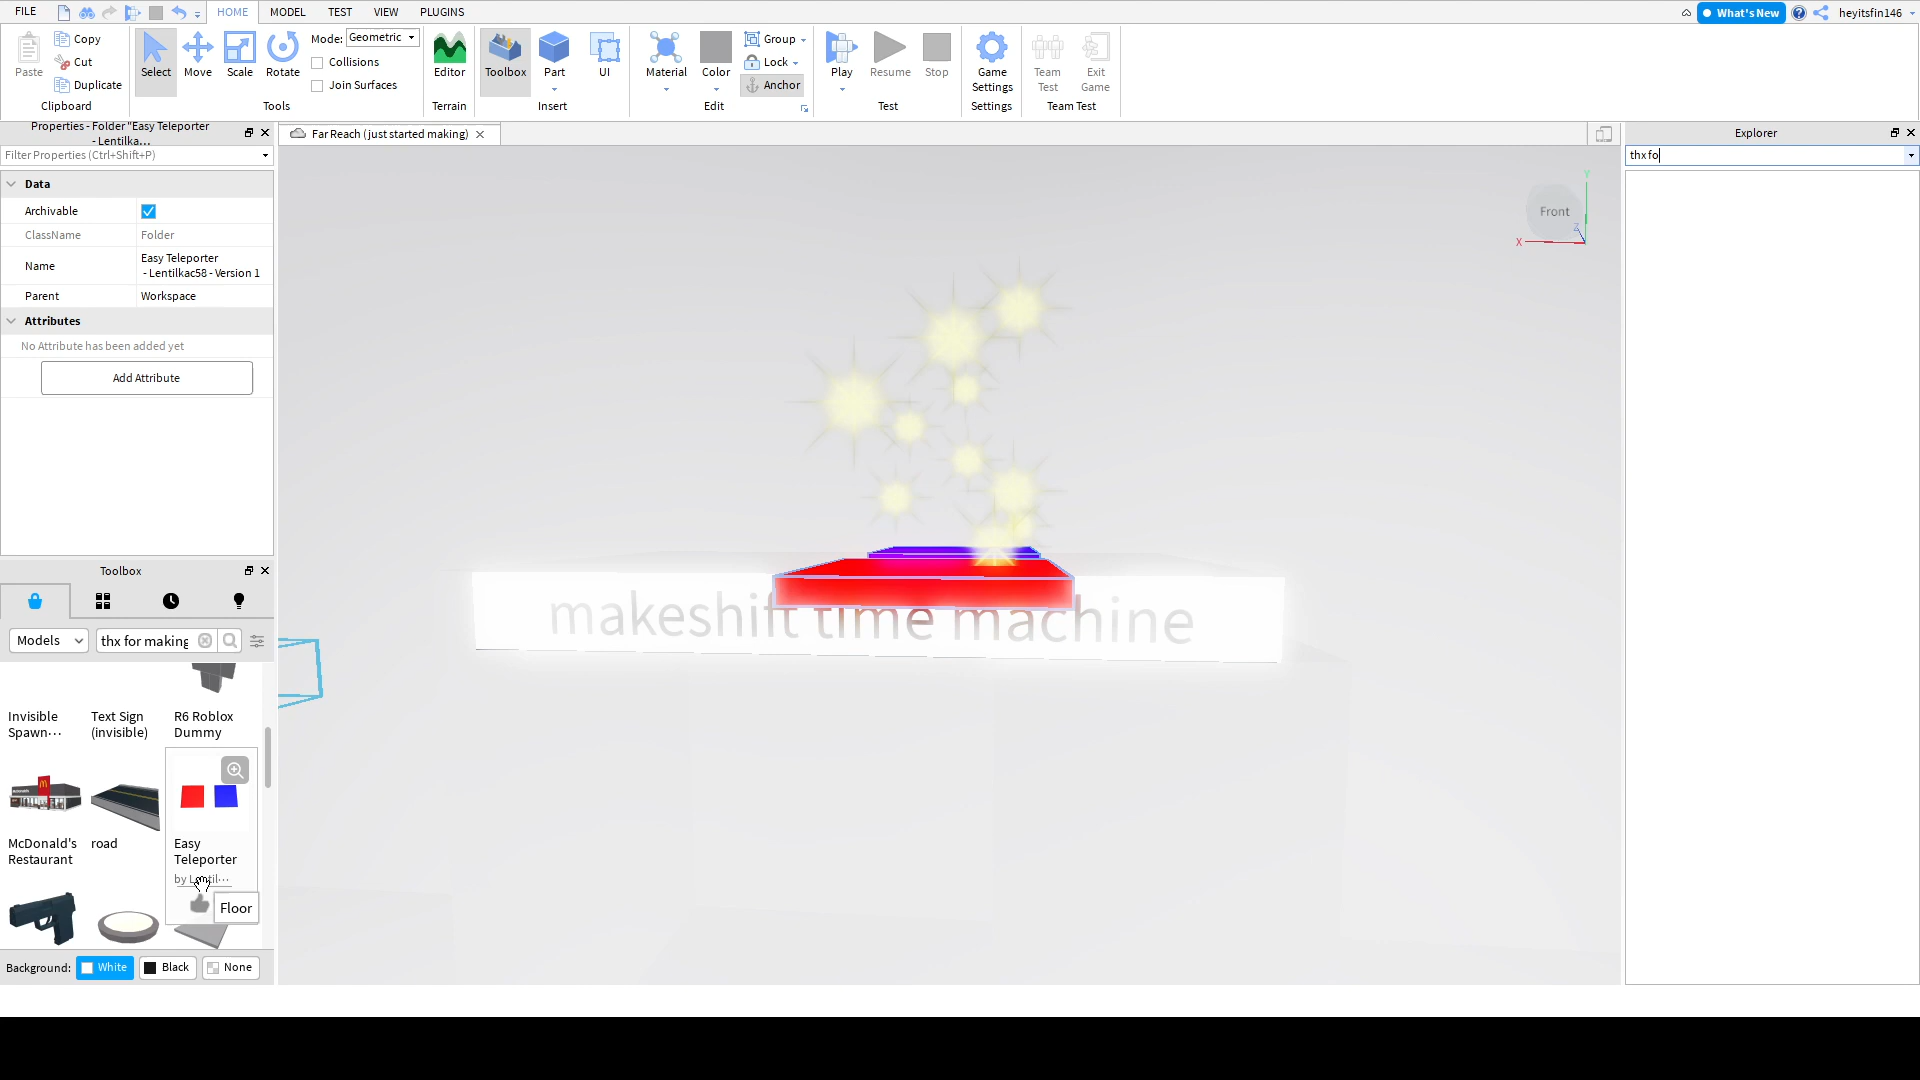 FILE
HOME
MODEL
TEST
VIEW
PLUGINS
What's New
heyitsfin146
Paste
Copy
Cut
Duplicate
Clipboard
Select
Move
Scale
Rotate
Mode: Geometric
Collisions
Join Surfaces
Tools
Editor
Terrain
Toolbox
Part
UI
Insert
Material
Color
Group
Lock
Anchor
Edit
Play
Resume
Stop
Test
Game
Settings
Settings
Team
Test
Exit
Game
Team Test
Properties - Folder "Easy Teleporter
- Lentilka...
Filter Properties (Ctrl+Shift+P)
Data
Archivable
ClassName Folder
Name Easy Teleporter
- Lentilkac58 - Version 1
Parent Workspace
Attributes
No Attribute has been added yet
Add Attribute
Toolbox
Models
thx for making
Invisible
Spawn...
Text Sign
(invisible)
R6 Roblox
Dummy
McDonald's
Restaurant
road
Easy
Teleporter
Floor
Background: White Black None
Far Reach (just started making)
makeshift time machine
Front
Y
X
Z
Explorer
thx fo